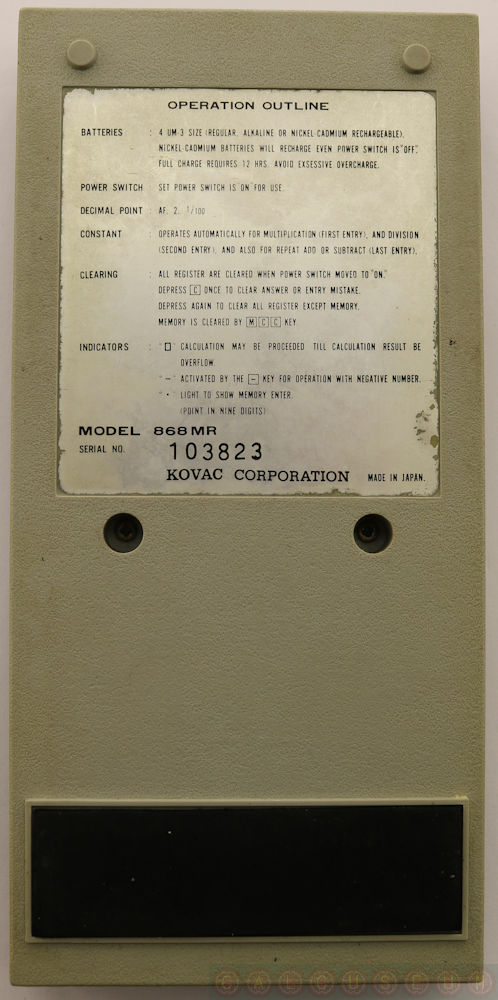 OPERATION OUTLINE
BATTERIES : 4 UM-3 SIZE (REGULAR, ALKALINE OR NICKEL-CADMIUM RECHARGEABLE).
NICKEL-CADMIUM BATTERIES WILL RECHARGE EVEN POWER SWITCH IS "OFF".
FULL CHARGE REQUIRES 12 HRS. AVOID EXSESSIVE OVERCHARGE.
POWER SWITCH : SET POWER SWITCH IS ON FOR USE.
DECIMAL POINT : AF. 2. 1/100
CONSTANT : OPERATES AUTOMATICALLY FOR MULTIPLICATION (FIRST ENTRY), AND DIVISION
(SECOND ENTRY), AND ALSO FOR REPEAT ADD OR SUBTRACT (LAST ENTRY).
CLEARING : ALL REGISTER ARE CLEARED WHEN POWER SWITCH MOVED TO "ON."
DEPRESS [C] ONCE TO CLEAR ANSWER OR ENTRY MISTAKE.
DEPRESS AGAIN TO CLEAR ALL REGISTER EXCEPT MEMORY.
MEMORY IS CLEARED BY [M][C][C] KEY.
INDICATORS : "□" CALCULATION MAY BE PROCEEDED TILL CALCULATION RESULT BE
OVERFLOW.
"—" ACTIVATED BY THE [−] KEY FOR OPERATION WITH NEGATIVE NUMBER.
"•" LIGHT TO SHOW MEMORY ENTER.
(POINT IN NINE DIGITS)
MODEL 868MR
SERIAL NO. 103823
KOVAC CORPORATION MADE IN JAPAN.
CALCUSEUM